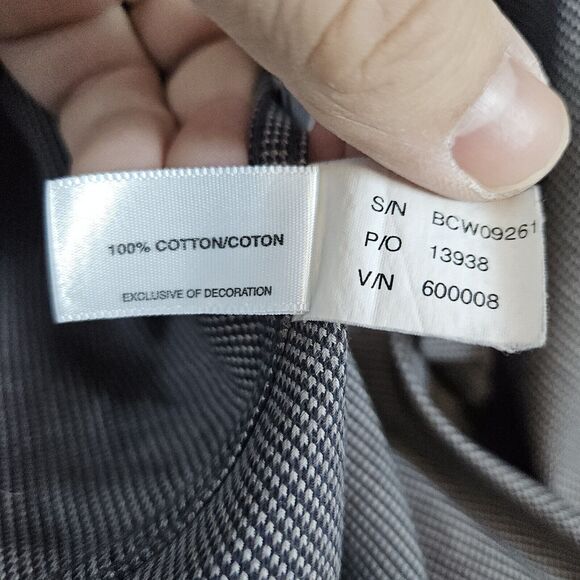 100% COTTON/COTON
EXCLUSIVE OF DECORATION
S/N BCW09261
P/O 13938
V/N 600008